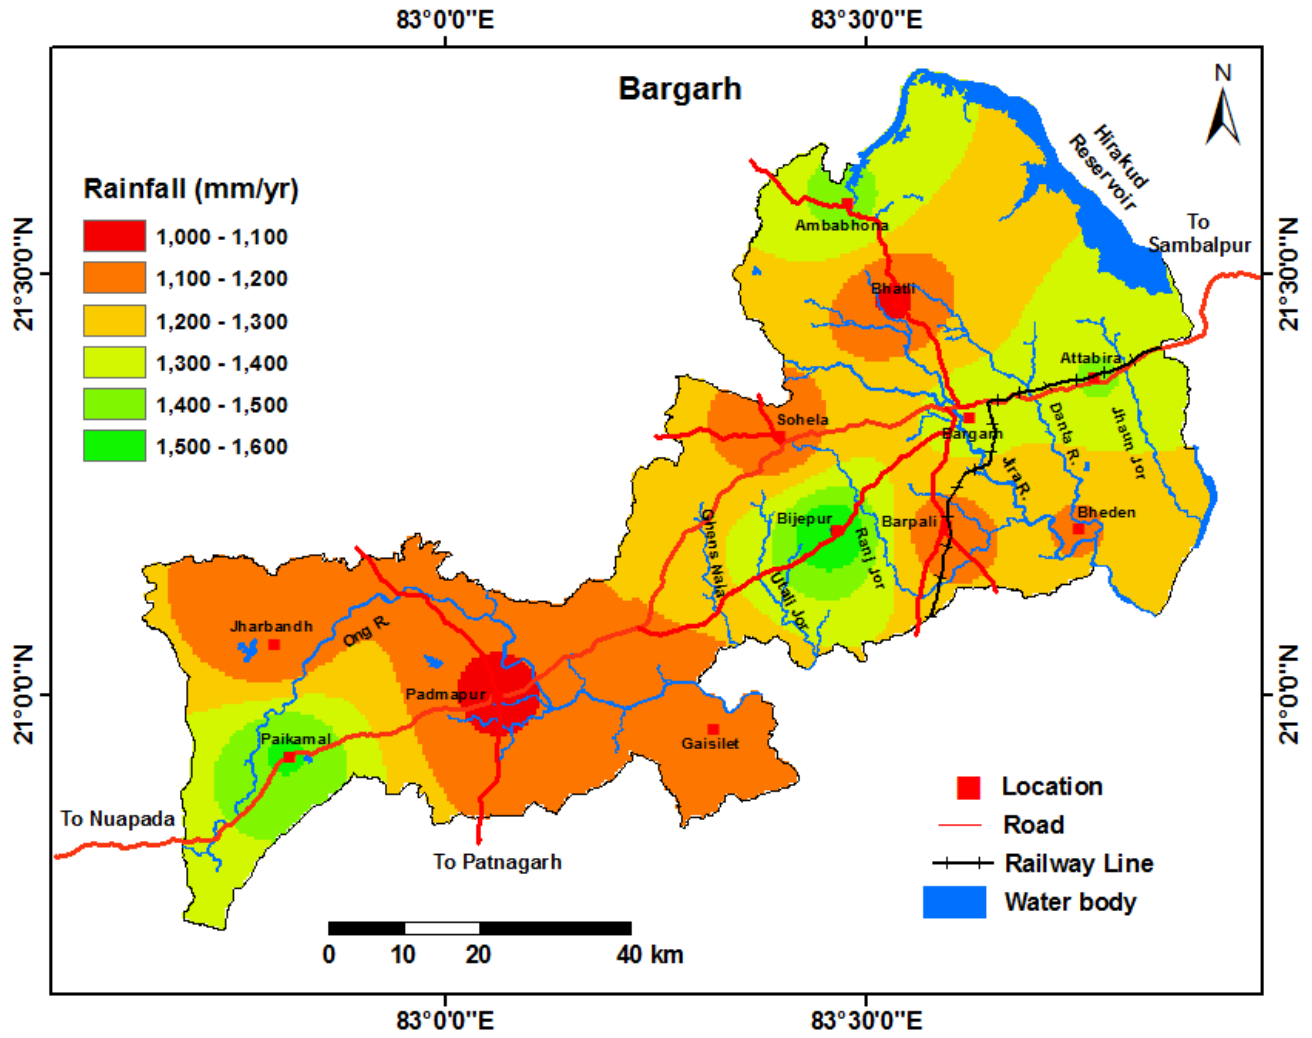 83°0'0"E
83°30'0"E
Bargarh
N
Hirakud
Reservoir
Rainfall (mm/yr)
1,000 - 1,100
1,100 - 1,200
1,200 - 1,300
1,300 - 1,400
1,400 - 1,500
1,500 - 1,600
To
Sambalpur
21°30'0"N
21°30'0"N
Ambabhona
Bhatli
Attabira
Sohela
Bargarh
Danta R.
Jhaun Jor
Jira R.
Ghens Nala
Bijepur
Barpali
Bheden
Ranj Jor
Utali Jor
Jharbandh
Ong R.
21°0'0"N
21°0'0"N
Padmapur
Paikamal
Gaisilet
To Nuapada
To Patnagarh
Location
Road
Railway Line
Water body
0 10 20 40 km
83°0'0"E
83°30'0"E